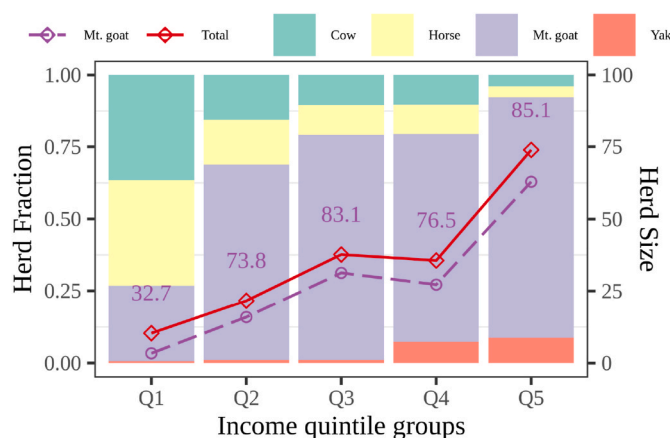 Mt. goat Total Cow Horse Mt. goat Yak
1.00 100
85.1
0.75 75
83.1
76.5
73.8
0.50 50
32.7
0.25 25
0.00 0
Herd Fraction
Herd Size
Q1 Q2 Q3 Q4 Q5
Income quintile groups